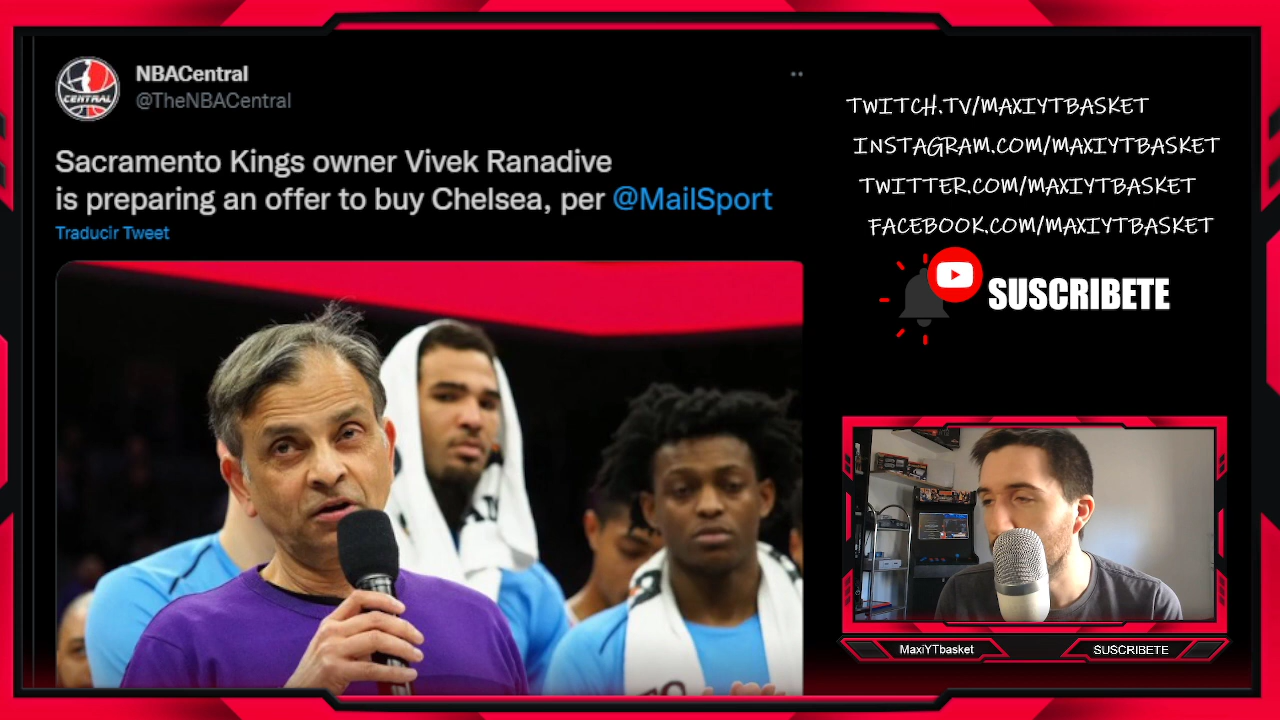 NBACentral
@TheNBACentral
Sacramento Kings owner Vivek Ranadive
is preparing an offer to buy Chelsea, per @MailSport
Traducir Tweet
CENTRAL
TWITCH.TV/MAXIYTBASKET
INSTAGRAM.COM/MAXIYTBASKET
TWITTER.COM/MAXIYTBASKET
FACEBOOK.COM/MAXIYTBASKET
SUSCRIBETE
MaxiYTbasket
SUSCRIBETE